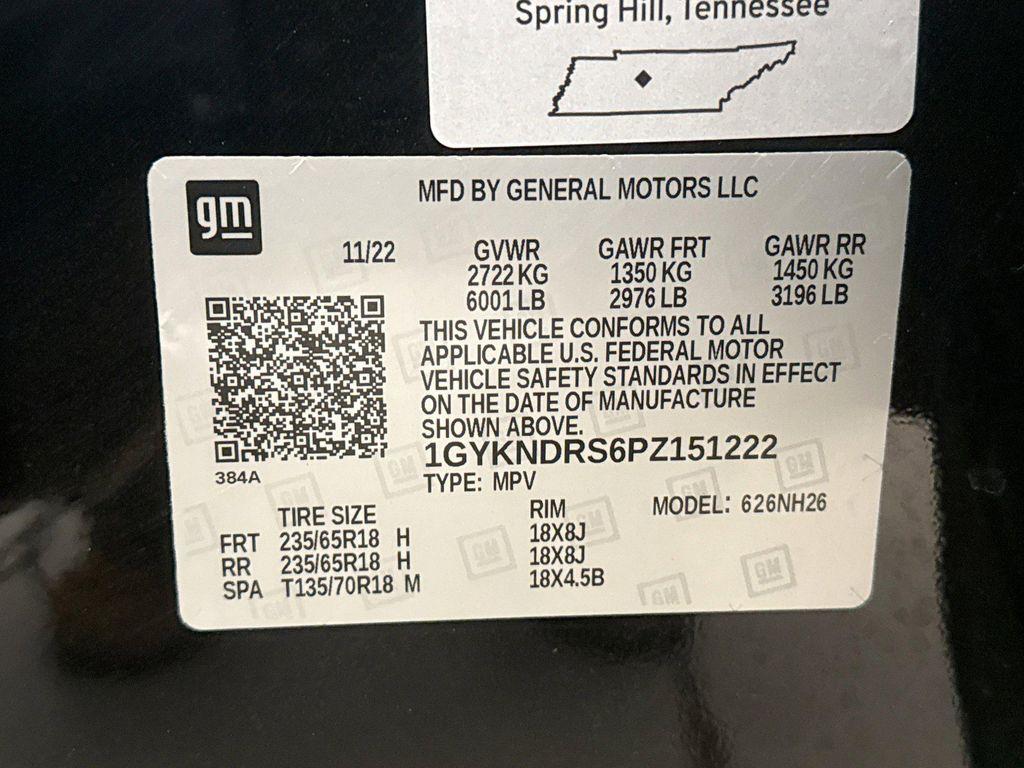 Spring Hill, Tennessee
gm
MFD BY GENERAL MOTORS LLC
11/22 GVWR GAWR FRT GAWR RR
2722 KG 1350 KG 1450 KG
6001 LB 2976 LB 3196 LB
THIS VEHICLE CONFORMS TO ALL
APPLICABLE U.S. FEDERAL MOTOR
VEHICLE SAFETY STANDARDS IN EFFECT
ON THE DATE OF MANUFACTURE
SHOWN ABOVE.
1GYKNDRS6PZ151222
384A
TYPE: MPV
MODEL: 626NH26
TIRE SIZE RIM
FRT 235/65R18 H 18X8J
RR 235/65R18 H 18X8J
SPA T135/70R18 M 18X4.5B